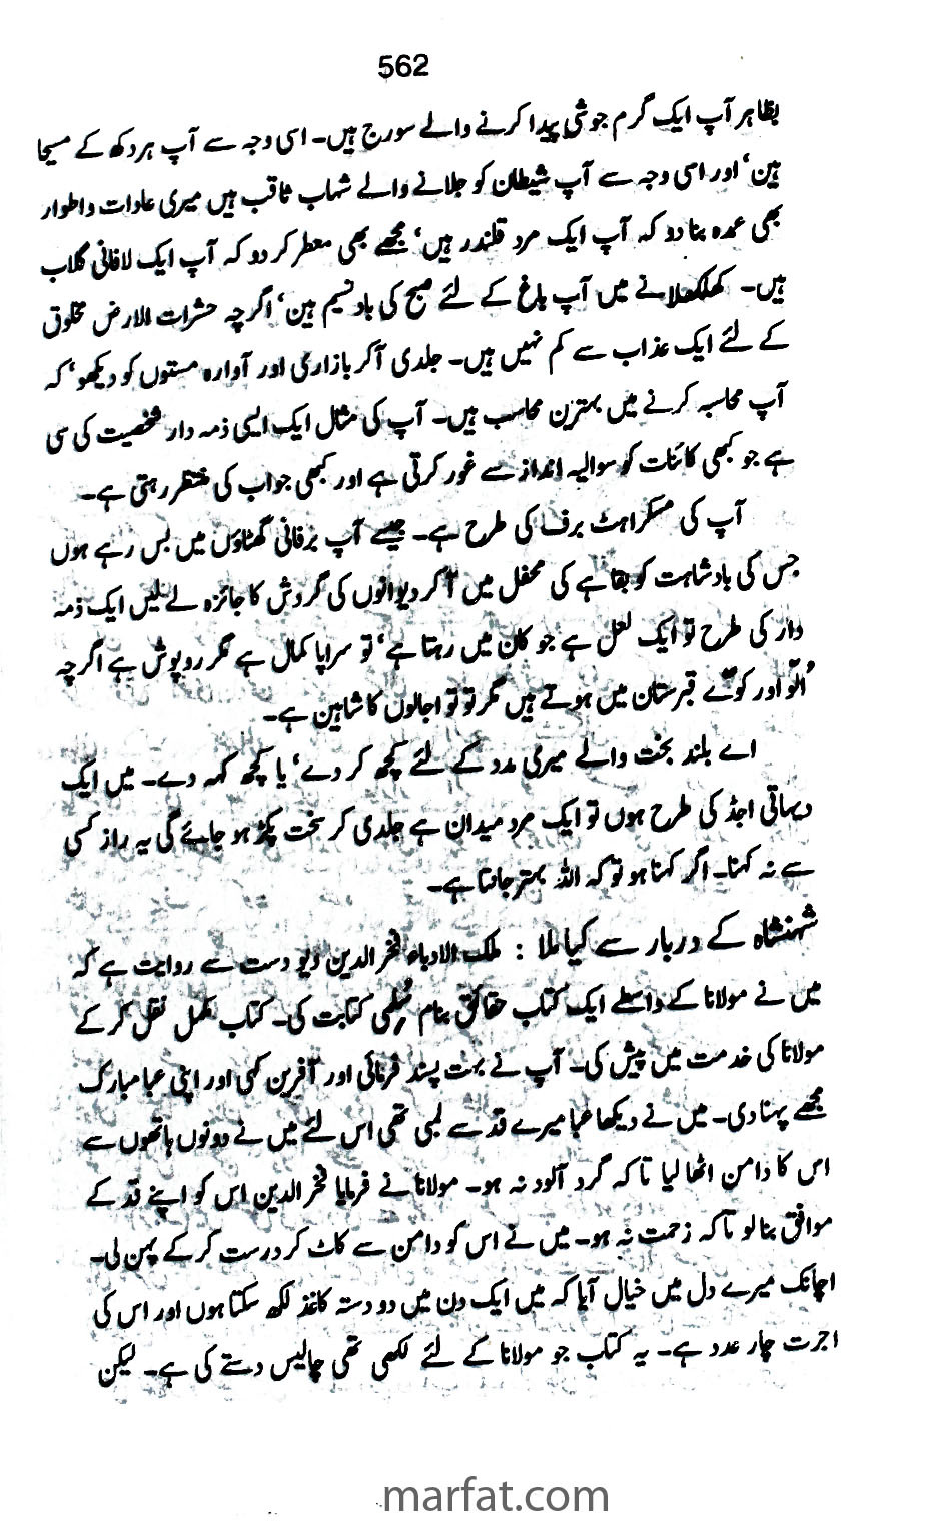 562
بظاہر آپ ایک گرم جوشی پیدا کرنے والے سورج ہیں۔ اسی وجہ سے آپ ہر دکھ کے مسیحا
ہین، اور اسی وجہ سے آپ شیطان کو جلانے والے شہاب ثاقب ہیں میری عادات و اطوار
بھی عمدہ بنا دو کہ آپ ایک مرد قلندر ہیں، مجھے بھی معطر کر دو کہ آپ ایک لافانی گلاب
ہیں۔ کھلکھلانے میں آپ باغ کے لئے صبح کی باد نسیم ہین، اگرچہ حشرات الارض مخلوق
کے لئے ایک عذاب سے کم نہیں ہیں۔ جلدی آکر بازاری اور آوارہ مستوں کو دیکھو، کہ
آپ محاسبہ کرنے میں بہترن محاسب ہیں۔ آپ کی مثال ایک ایسی ذمہ دار شخصیت کی سی
ہے جو کبھی کائنات کو سوالیہ انداز سے غور کرتی ہے اور کبھی جواب کی منتظر رہتی ہے۔
آپ کی مسکراہٹ برف کی طرح ہے۔ جیسے آپ برفانی گھٹاؤں میں بس رہے ہوں
جس کی بادشاہت کو بقا ہے کی محفل میں آکر دیوانوں کی گردش کا جائزہ لے لیں ایک ذمہ
دار کی طرح تو ایک لعل ہے جو کان میں رہتا ہے، تو سراپا کمال ہے مگر روپوش ہے اگرچہ
اُلّو اور کوّے قبرستان میں ہوتے ہیں مگر تو تو اجالوں کا شاہین ہے۔
اے بلند بخت والے میری مدد کے لئے کچھ کر دے، یا کچھ کہہ دے۔ میں ایک
دیہاتی اجڈ کی طرح ہوں تو ایک مرد میدان ہے جلدی کر سخت پکڑ ہو جائے گی یہ راز کسی
سے نہ کہنا۔ اگر کہنا ہو تو کہہ اللہ بہتر جانتا ہے۔
شہنشاہ کے دربار سے کیا ملا : ملک الادباء فخر الدین دیو دست سے روایت ہے کہ
میں نے مولانا کے واسطے ایک کتاب حقائق بنام سُلمی کتابت کی۔ کتاب مکمل نقل کر کے
مولانا کی خدمت میں پیش کی۔ آپ نے بہت پسند فرمائی اور آفرین کہی اور اپنی عبا مبارک
مجھے پہنا دی۔ میں نے دیکھا عبا میرے قد سے لمبی تھی اس لئے میں نے دونوں ہاتھوں سے
اس کا دامن اٹھا لیا تاکہ گرد آلود نہ ہو۔ مولانا نے فرمایا فخر الدین اس کو اپنے قد کے
موافق بنا لو تاکہ زحمت نہ ہو۔ میں نے اس کو دامن سے کاٹ کر درست کر کے پہن لی۔
اچانک میرے دل میں خیال آیا کہ میں ایک دن میں دو دستہ کاغذ لکھ سکتا ہوں اور اس کی
اجرت چار عدد ہے۔ یہ کتاب جو مولانا کے لئے لکھی تھی چالیس دستے کی ہے۔ لیکن
marfat.com